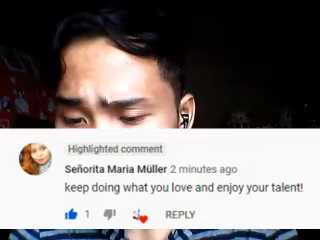 Highlighted comment
Señorita Maria Müller 2 minutes ago
keep doing what you love and enjoy your talent!
1 REPLY